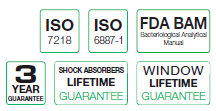 ISO
7218
ISO
6887-1
FDA BAM
Bacteriological Analytical
Manual
3
YEAR
GUARANTEE
SHOCK ABSORBERS
LIFETIME
GUARANTEE
WINDOW
LIFETIME
GUARANTEE